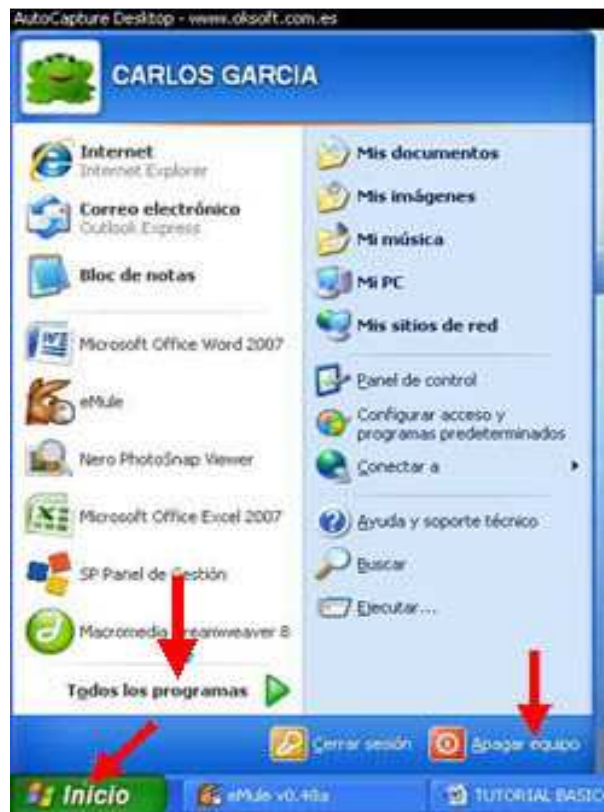 AutoCapture Desktop - www.oksoft.com.es
CARLOS GARCIA
Internet
Internet Explorer
Correo electrónico
Outlook Express
Bloc de notas
Microsoft Office Word 2007
eMule
Nero PhotoSnap Viewer
Microsoft Office Excel 2007
SP Panel de Gestión
Macromedia Dreamweaver 8
Todos los programas
Mis documentos
Mis imágenes
Mi música
Mi PC
Mis sitios de red
Panel de control
Configurar acceso y
programas predeterminados
Conectar a
Ayuda y soporte técnico
Buscar
Ejecutar...
Cerrar sesión
Apagar equipo
Inicio
eMule v0.48a
TUTORIAL BASICO